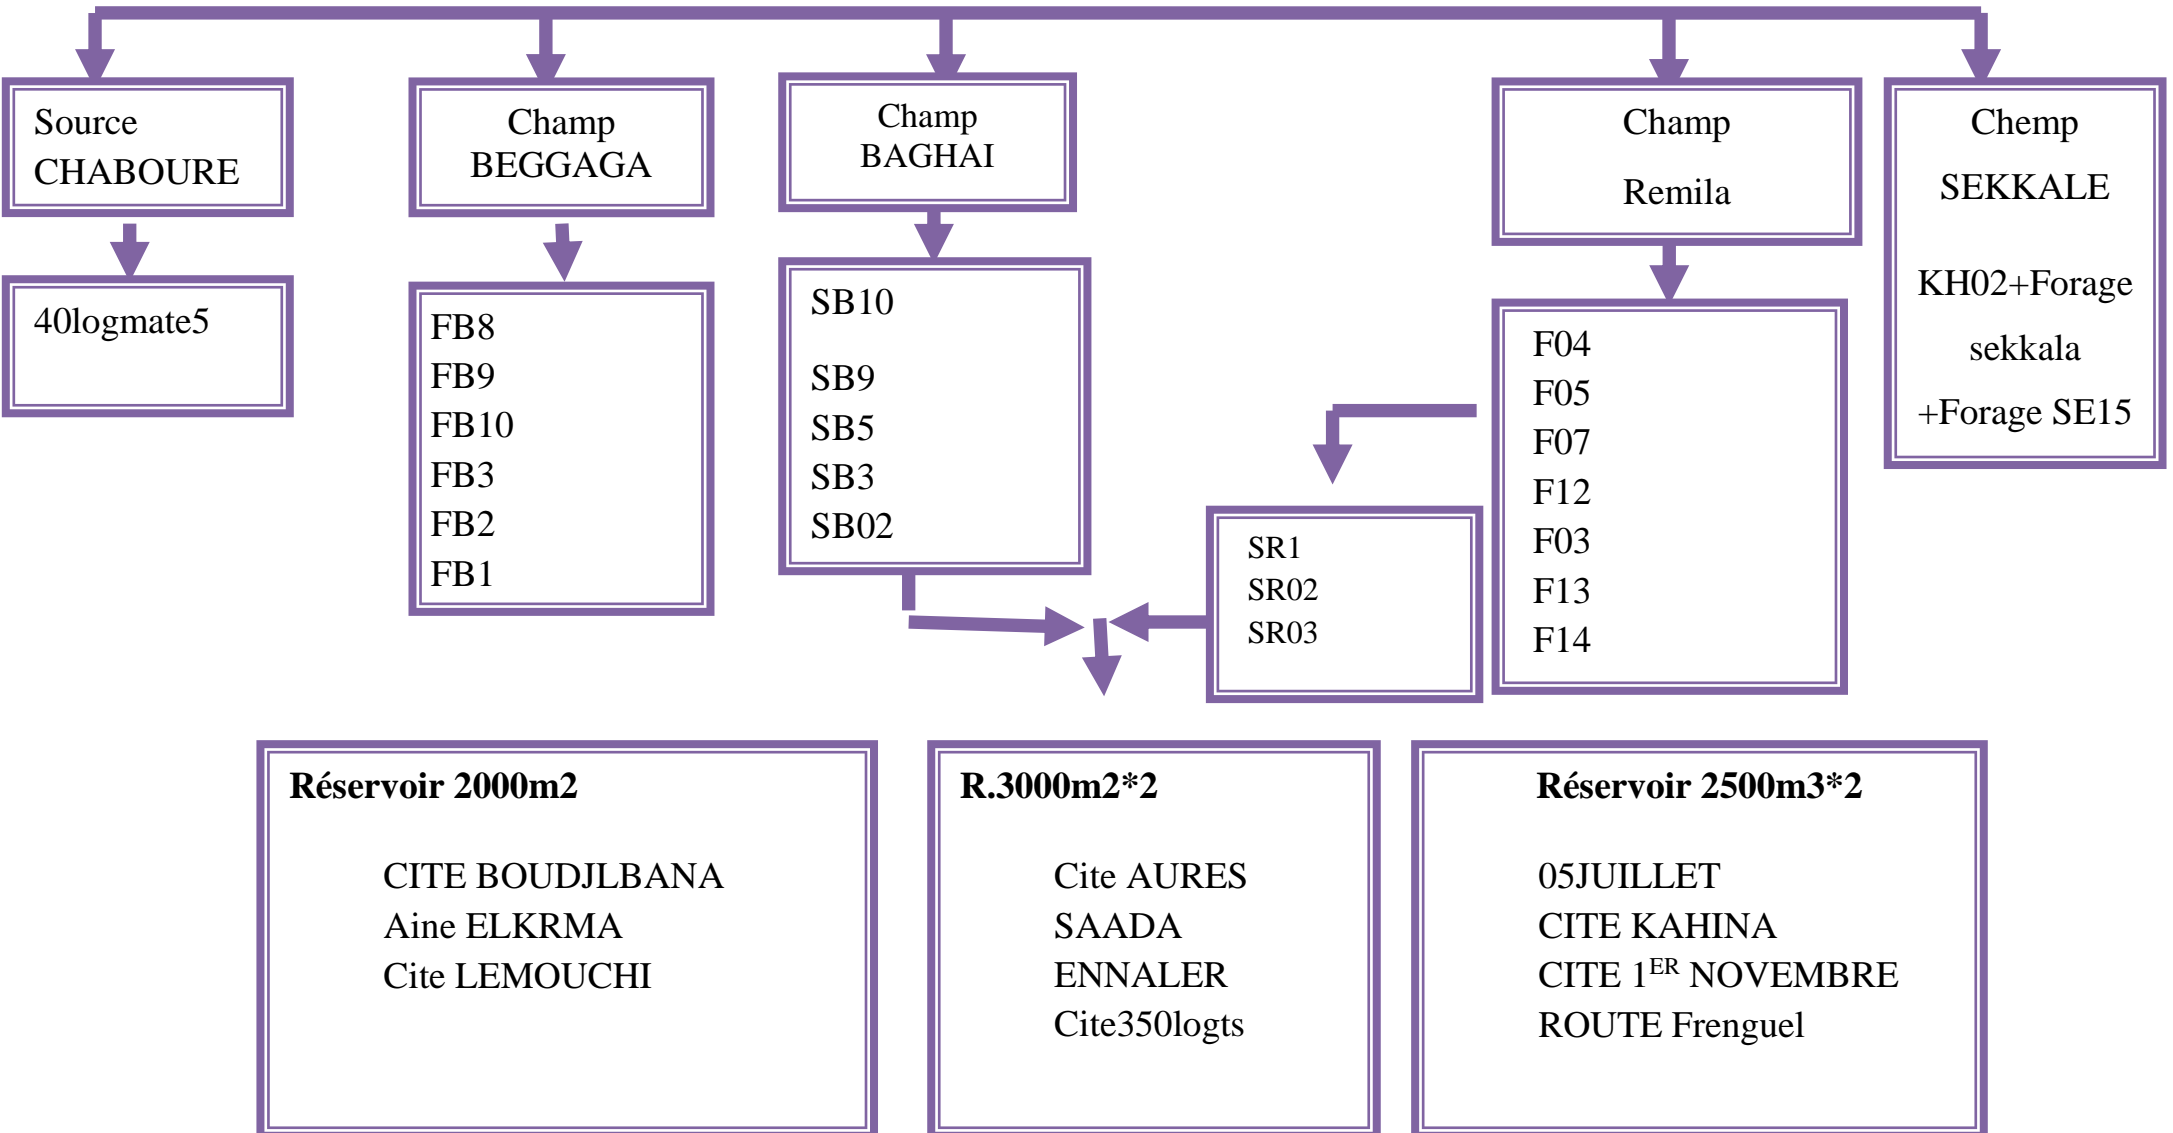 Source
CHABOURE
Champ
BEGGAGA
Champ
BAGHAI
Champ
Remila
Chemp
SEKKALE
KH02+Forage
sekkala
+Forage SE15
40logmate5
FB8
FB9
FB10
FB3
FB2
FB1
SB10
SB9
SB5
SB3
SB02
SR1
SR02
SR03
F04
F05
F07
F12
F03
F13
F14
Réservoir 2000m2
CITE BOUDJLBANA
Aine ELKRMA
Cite LEMOUCHI
R.3000m2*2
Cite AURES
SAADA
ENNALER
Cite350logts
Réservoir 2500m3*2
05JUILLET
CITE KAHINA
CITE 1ER NOVEMBRE
ROUTE Frenguel